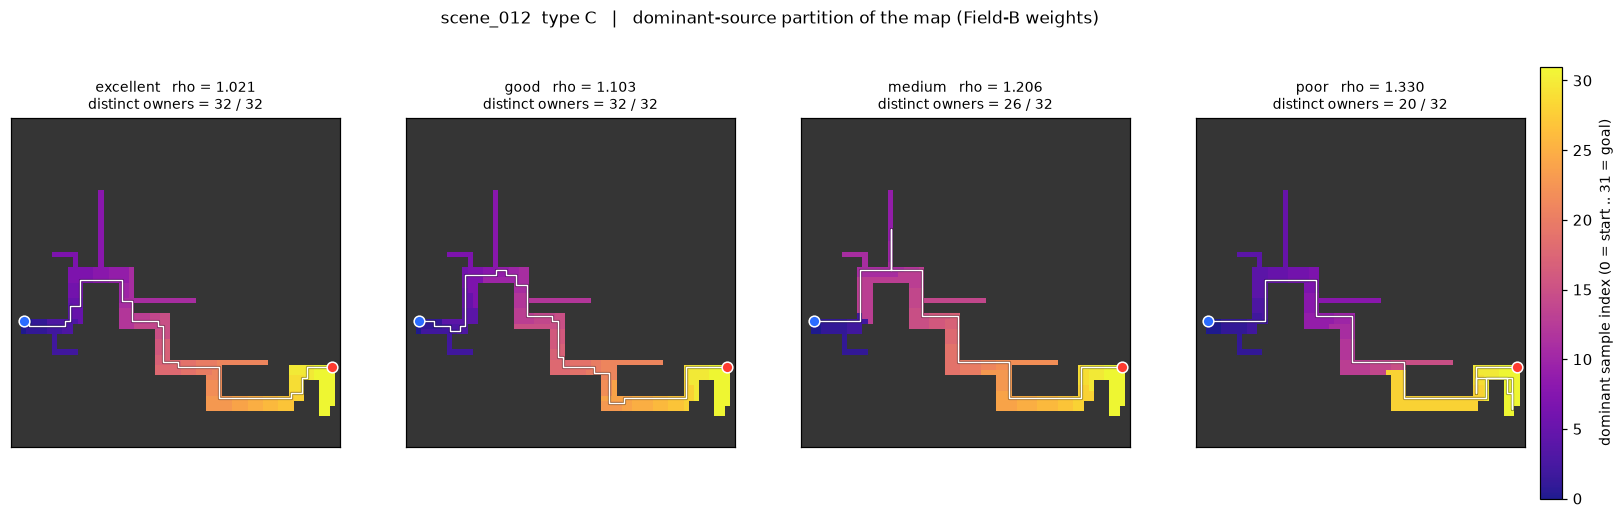 scene_012  type C   |   dominant-source partition of the map (Field-B weights)
excellent   rho = 1.021
distinct owners = 32 / 32
good   rho = 1.103
distinct owners = 32 / 32
medium   rho = 1.206
distinct owners = 26 / 32
poor   rho = 1.330
distinct owners = 20 / 32
30
25
20
15
10
5
0
dominant sample index (0 = start .. 31 = goal)